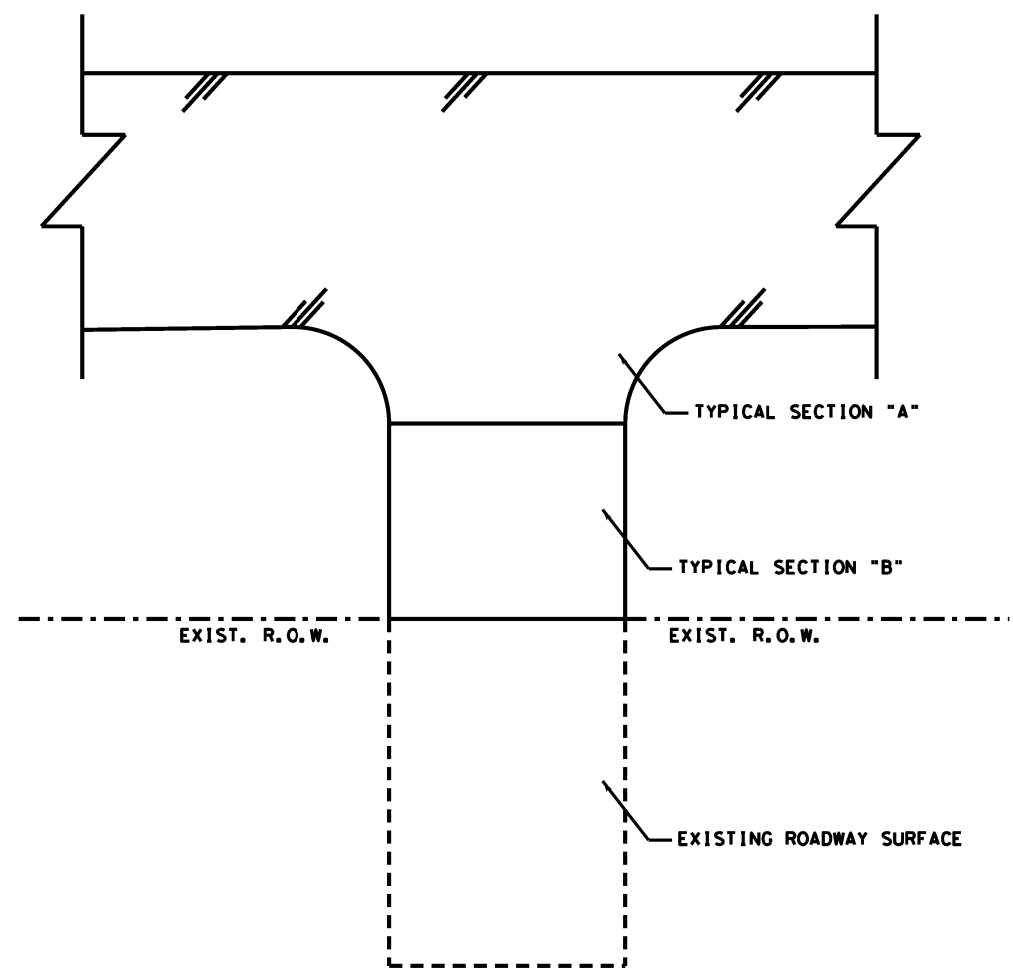 TYPICAL SECTION "A"
TYPICAL SECTION "B"
EXIST. R.O.W.
EXIST. R.O.W.
EXISTING ROADWAY SURFACE